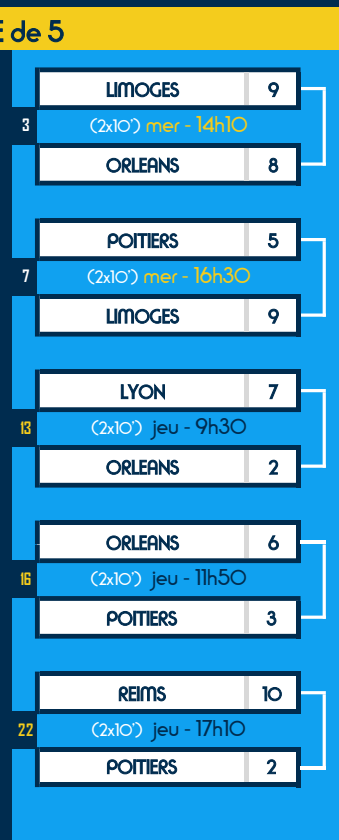 E de 5
LIMOGES 9
3 (2x10') mer - 14h10
ORLEANS 8
POITIERS 5
7 (2x10') mer - 16h30
LIMOGES 9
LYON 7
13 (2x10') jeu - 9h30
ORLEANS 2
ORLEANS 6
16 (2x10') jeu - 11h50
POITIERS 3
REIMS 10
22 (2x10') jeu - 17h10
POITIERS 2